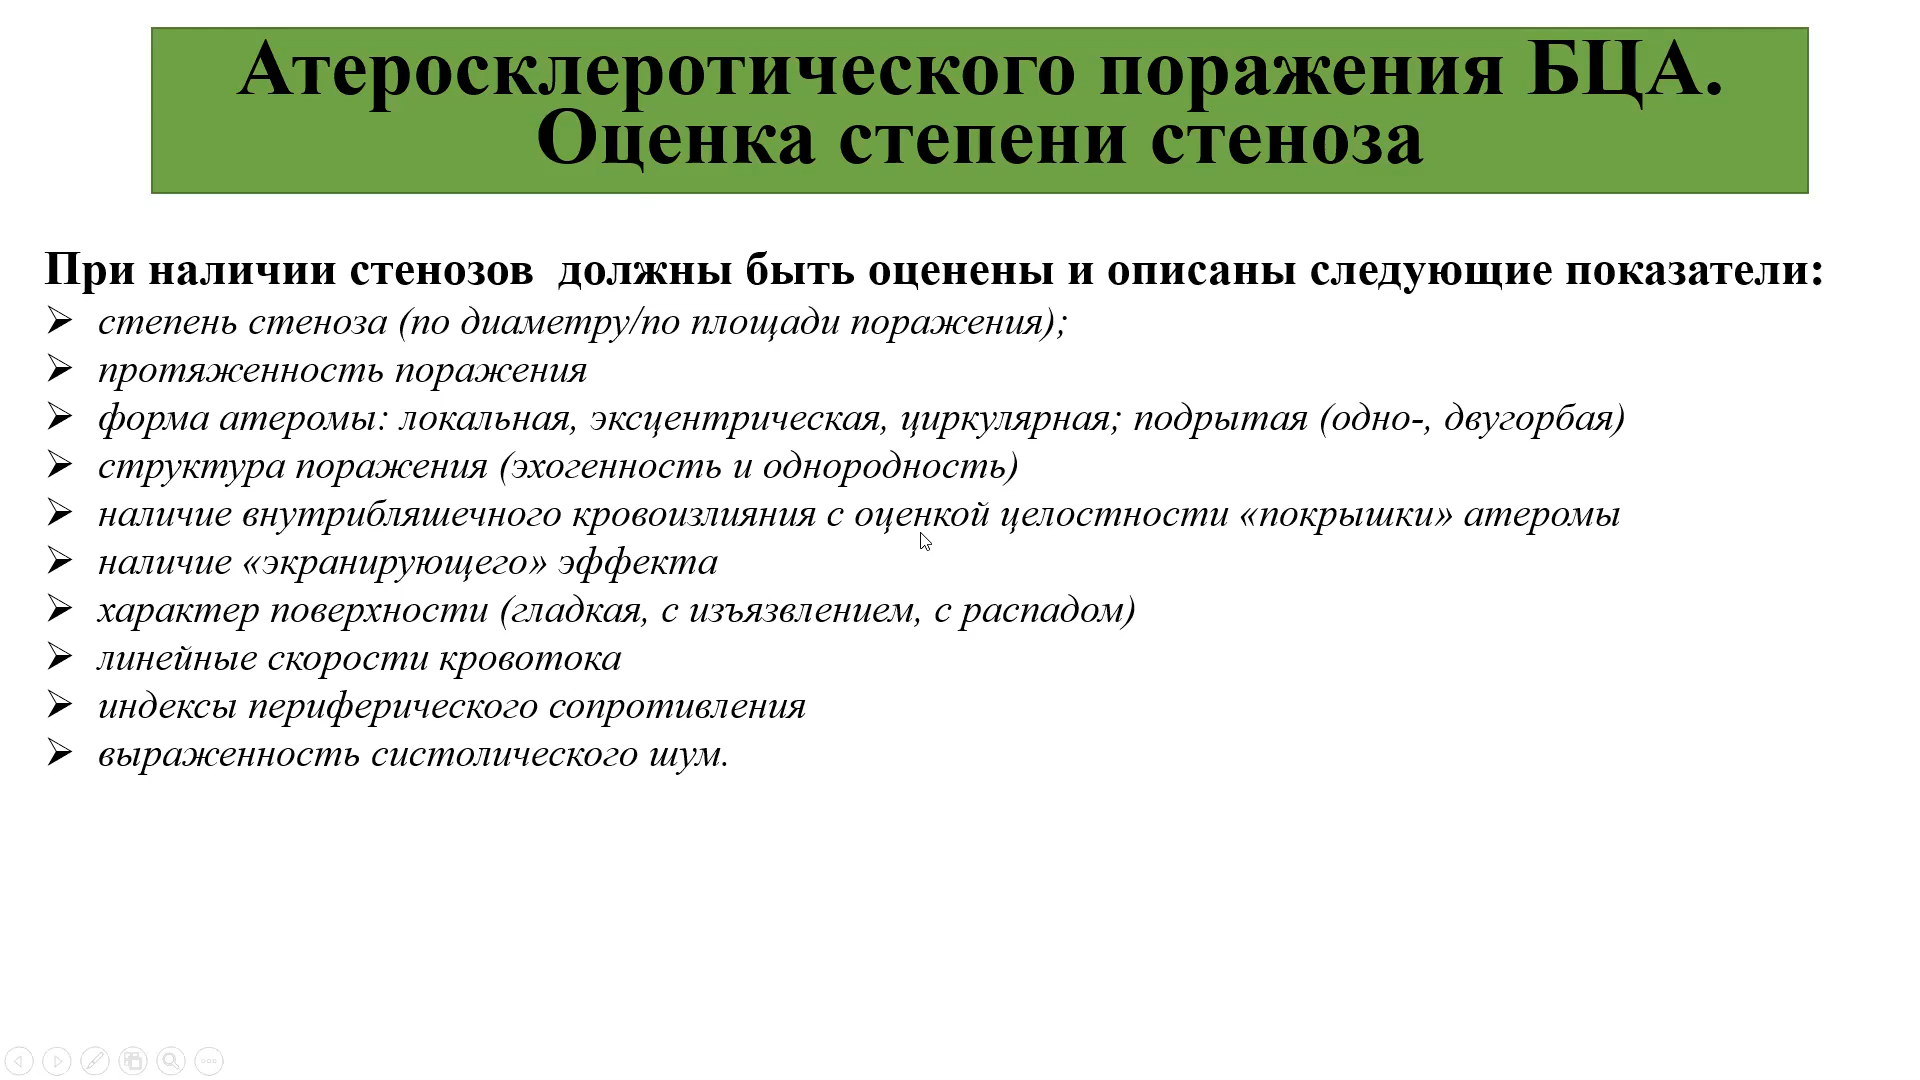 Атеросклеротического поражения БЦА.
Оценка степени стеноза
При наличии стенозов должны быть оценены и описаны следующие показатели:
степень стеноза (по диаметру/по площади поражения);
протяженность поражения
форма атеромы: локальная, эксцентрическая, циркулярная; подрытая (одно-, двугорбая)
структура поражения (эхогенность и однородность)
наличие внутрибляшечного кровоизлияния с оценкой целостности «покрышки» атеромы
наличие «экранирующего» эффекта
характер поверхности (гладкая, с изъязвлением, с распадом)
линейные скорости кровотока
индексы периферического сопротивления
выраженность систолического шум.